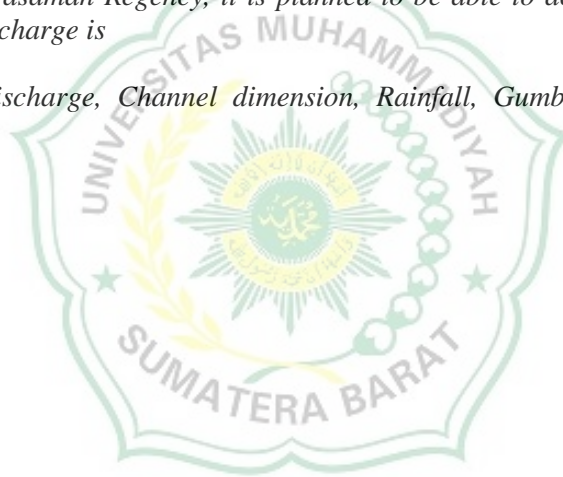 asaman Regency, it is planned to be able to ac
charge is
ischarge, Channel dimension, Rainfall, Gumb
UNIVERSITAS MUHAMMADIYAH
SUMATERA BARAT